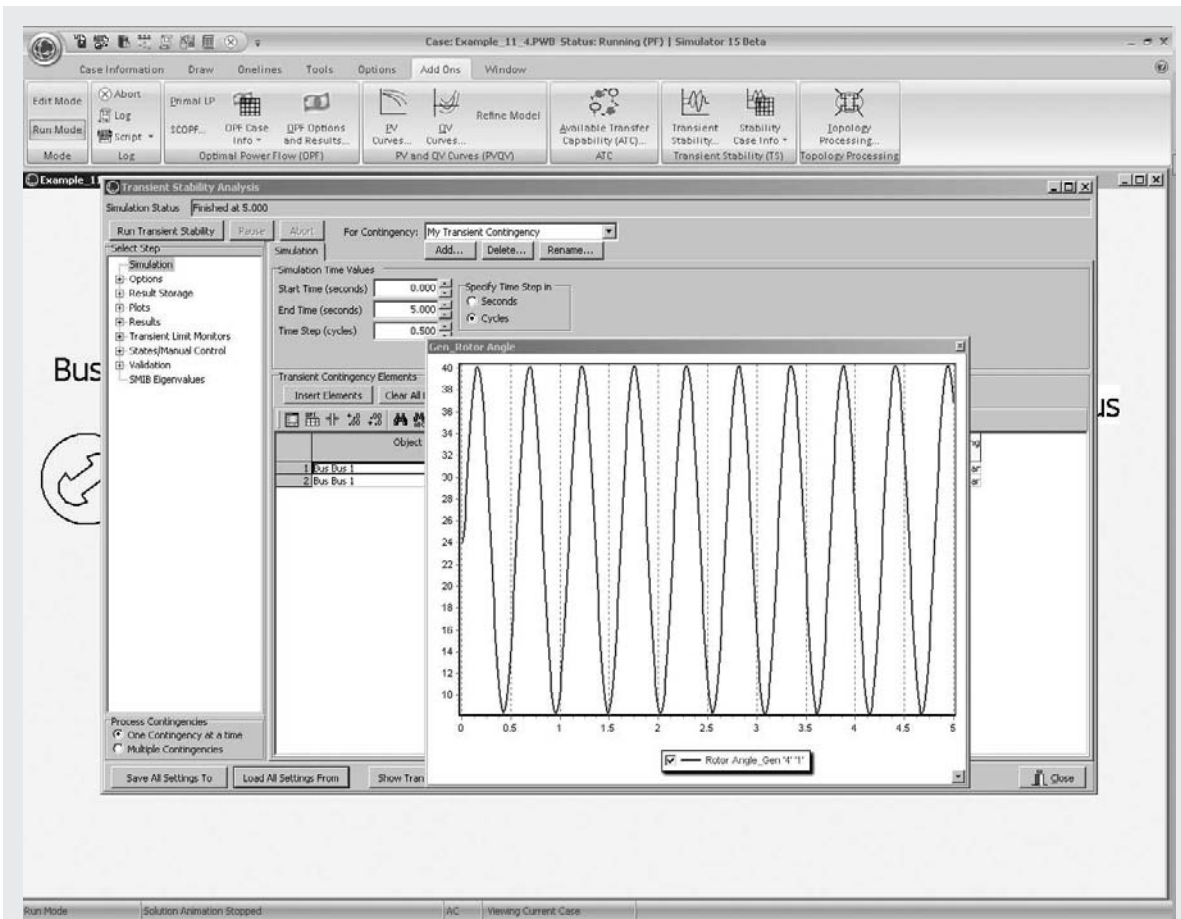 Case: Example_11_4.PWB Status: Running (PF) | Simulator 15 Beta
Case Information Draw Onelines Tools Options Add Ons Window
Edit Mode
Run Mode
Mode
Abort
Log
Script
Log
Primal LP
SCOPF...
OPF Case Info
OPF Options and Results...
Optimal Power Flow (OPF)
PV Curves...
QV Curves...
Refine Model
PV and QV Curves (PVQV)
Available Transfer Capability (ATC)...
ATC
Transient Stability...
Stability Case Info
Transient Stability (TS)
Topology Processing...
Topology Processing
Example_11
Transient Stability Analysis
Simulation Status Finished at 5.000
Run Transient Stability Pause Abort For Contingency: My Transient Contingency
Add... Delete... Rename...
Select Step
Simulation
Options
Result Storage
Plots
Results
Transient Limit Monitors
States/Manual Control
Validation
SMIB Eigenvalues
Simulation
Simulation Time Values
Start Time (seconds) 0.000
End Time (seconds) 5.000
Time Step (cycles) 0.500
Specify Time Step in
Seconds
Cycles
Transient Contingency Elements
Insert Elements Clear All
Object
1 Bus Bus 1
2 Bus Bus 1
Bus
us
Gen_Rotor Angle
40
38
36
34
32
30
28
26
24
22
20
18
16
14
12
10
0 0.5 1 1.5 2 2.5 3 3.5 4 4.5 5
Rotor Angle_Gen '4' '1'
Process Contingencies
One Contingency at a time
Multiple Contingencies
Save All Settings To Load All Settings From Show Tran Close
Run Mode Solution Animation Stopped AC Viewing Current Case